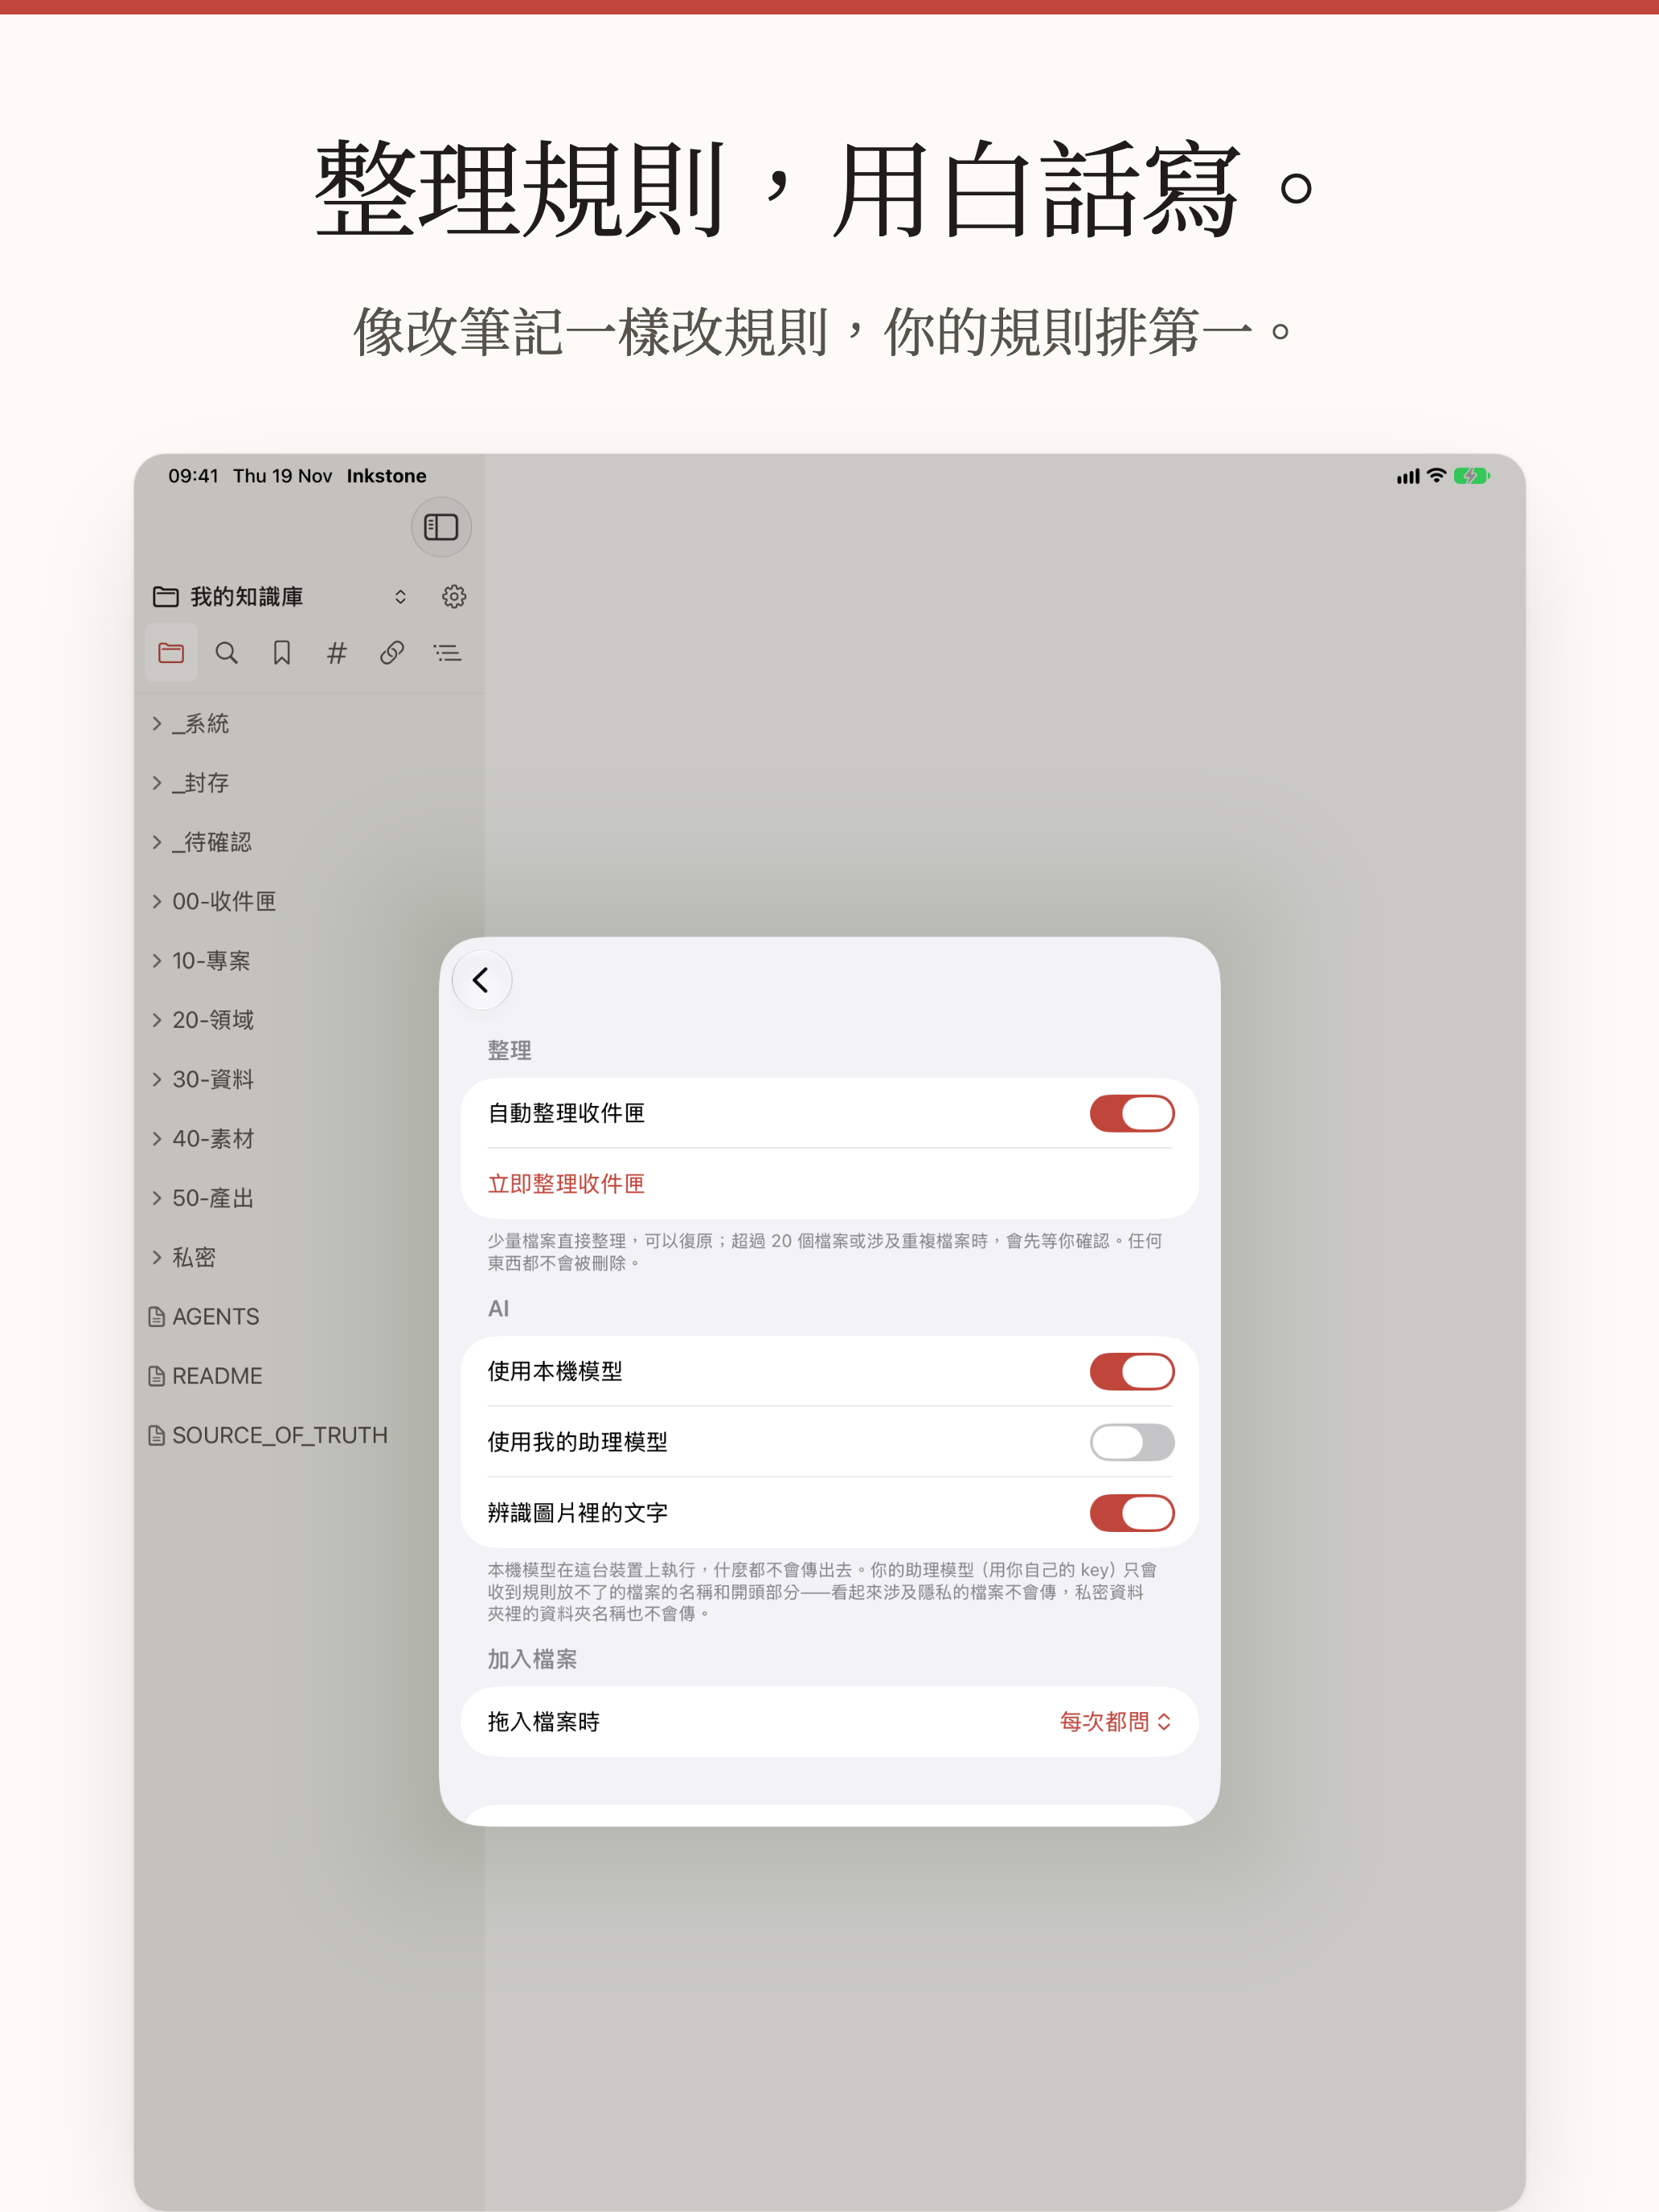 整理規則，用白話寫。
像改筆記一樣改規則，你的規則排第一。
09:41 Thu 19 Nov Inkstone
我的知識庫
_系統
_封存
_待確認
00-收件匣
10-專案
20-領域
30-資料
40-素材
50-產出
私密
AGENTS
README
SOURCE_OF_TRUTH
整理
自動整理收件匣
立即整理收件匣
少量檔案直接整理，可以復原；超過 20 個檔案或涉及重複檔案時，會先等你確認。任何
東西都不會被刪除。
AI
使用本機模型
使用我的助理模型
辨識圖片裡的文字
本機模型在這台裝置上執行，什麼都不會傳出去。你的助理模型（用你自己的 key）只會
收到規則放不了的檔案的名稱和開頭部分——看起來涉及隱私的檔案不會傳，私密資料
夾裡的資料夾名稱也不會傳。
加入檔案
拖入檔案時 每次都問